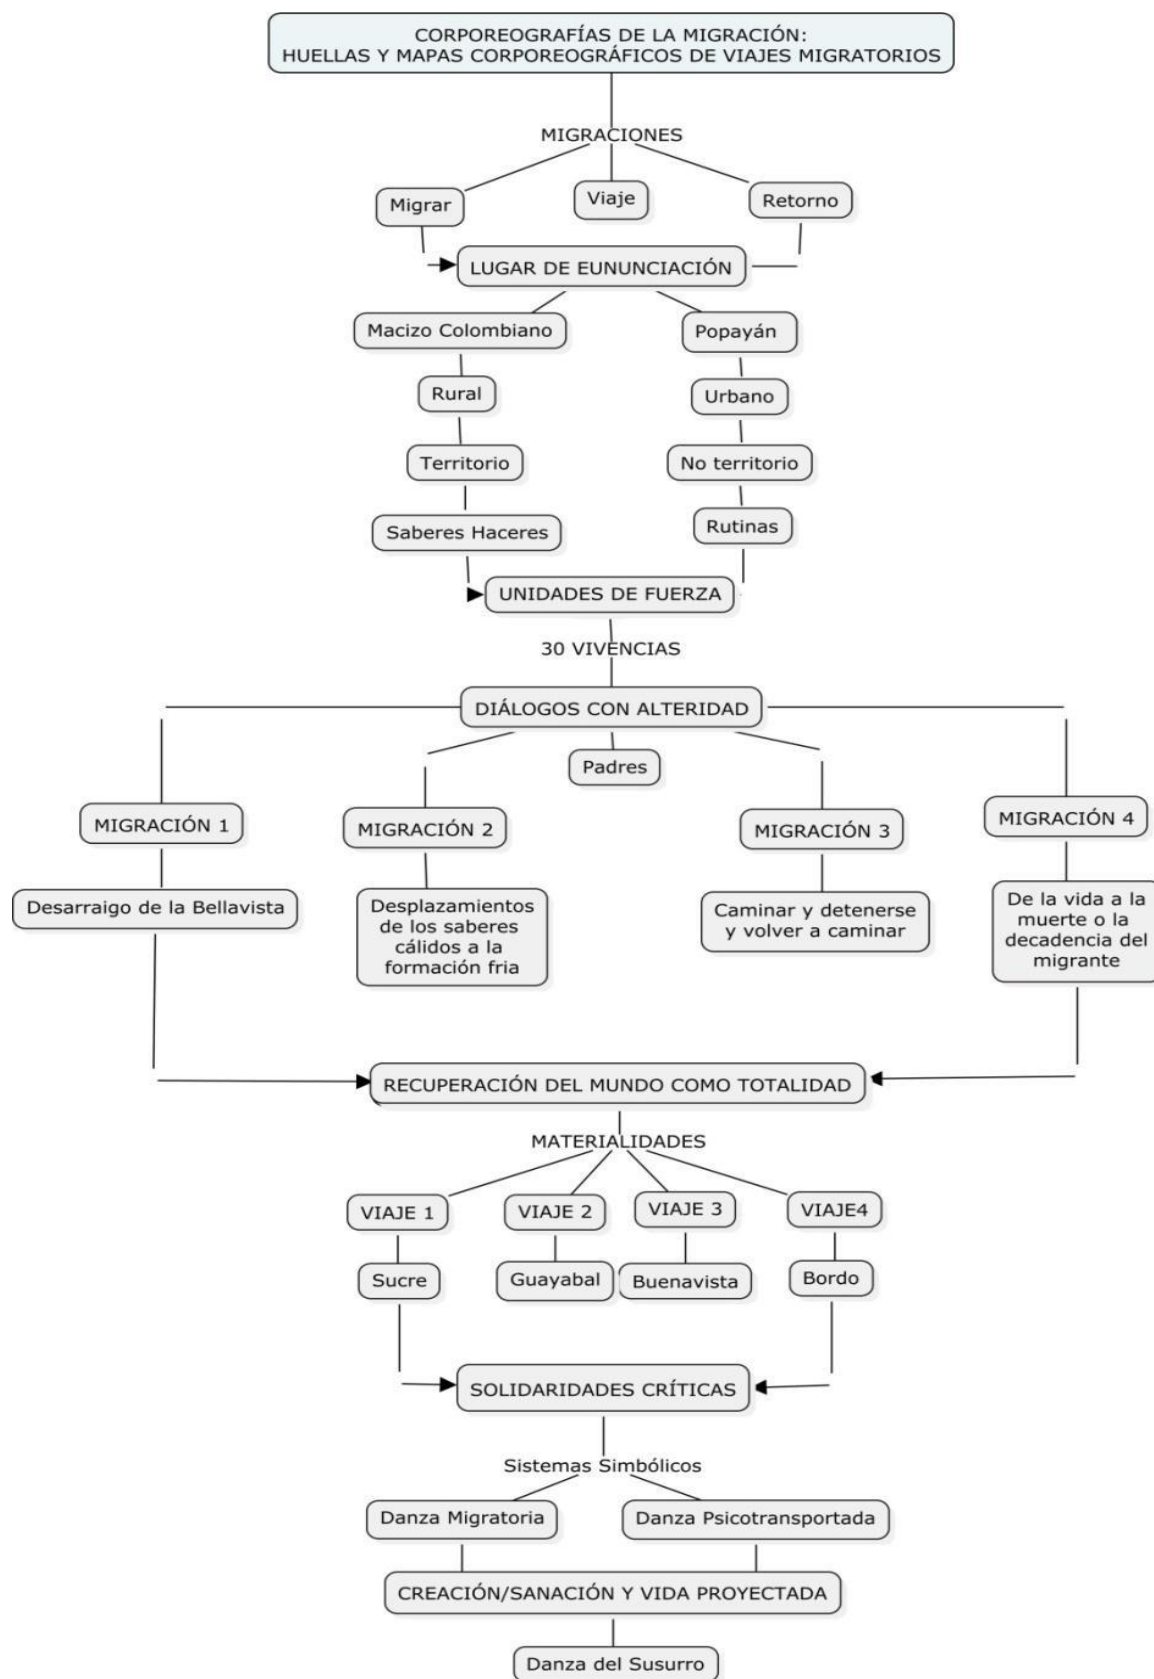 CORPOREOGRAFÍAS DE LA MIGRACIÓN:
HUELLAS Y MAPAS CORPOREOGRÁFICOS DE VIAJES MIGRATORIOS
MIGRACIONES
Migrar
Viaje
Retorno
LUGAR DE EUNUNCIACIÓN
Macizo Colombiano
Popayán
Rural
Urbano
Territorio
No territorio
Saberes Haceres
Rutinas
UNIDADES DE FUERZA
30 VIVENCIAS
DIÁLOGOS CON ALTERIDAD
Padres
MIGRACIÓN 1
MIGRACIÓN 2
MIGRACIÓN 3
MIGRACIÓN 4
Desarraigo de la Bellavista
Desplazamientos
de los saberes
cálidos a la
formación fria
Caminar y detenerse
y volver a caminar
De la vida a la
muerte o la
decadencia del
migrante
RECUPERACIÓN DEL MUNDO COMO TOTALIDAD
MATERIALIDADES
VIAJE 1
VIAJE 2
VIAJE 3
VIAJE4
Sucre
Guayabal
Buenavista
Bordo
SOLIDARIDADES CRÍTICAS
Sistemas Simbólicos
Danza Migratoria
Danza Psicotransportada
CREACIÓN/SANACIÓN Y VIDA PROYECTADA
Danza del Susurro